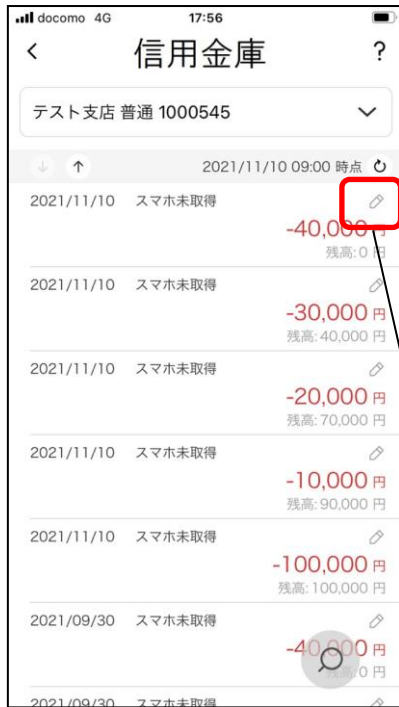 docomo 4G 17:56
信用金庫 ?
テスト支店 普通 1000545
2021/11/10 09:00 時点
2021/11/10 スマホ未取得
-40,000 円
残高:0 円
2021/11/10 スマホ未取得
-30,000 円
残高:40,000 円
2021/11/10 スマホ未取得
-20,000 円
残高:70,000 円
2021/11/10 スマホ未取得
-10,000 円
残高:90,000 円
2021/11/10 スマホ未取得
-100,000 円
残高:100,000 円
2021/09/30 スマホ未取得
-40,000 円
残高:0 円
2021/09/30 スマホ未取得